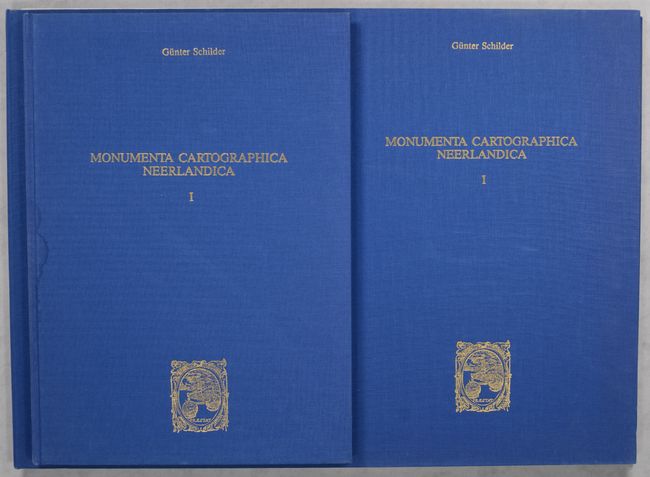 Günter Schilder
MONUMENTA CARTOGRAPHICA
NEERLANDICA
I
Günter Schilder
MONUMENTA CARTOGRAPHICA
NEERLANDICA
I